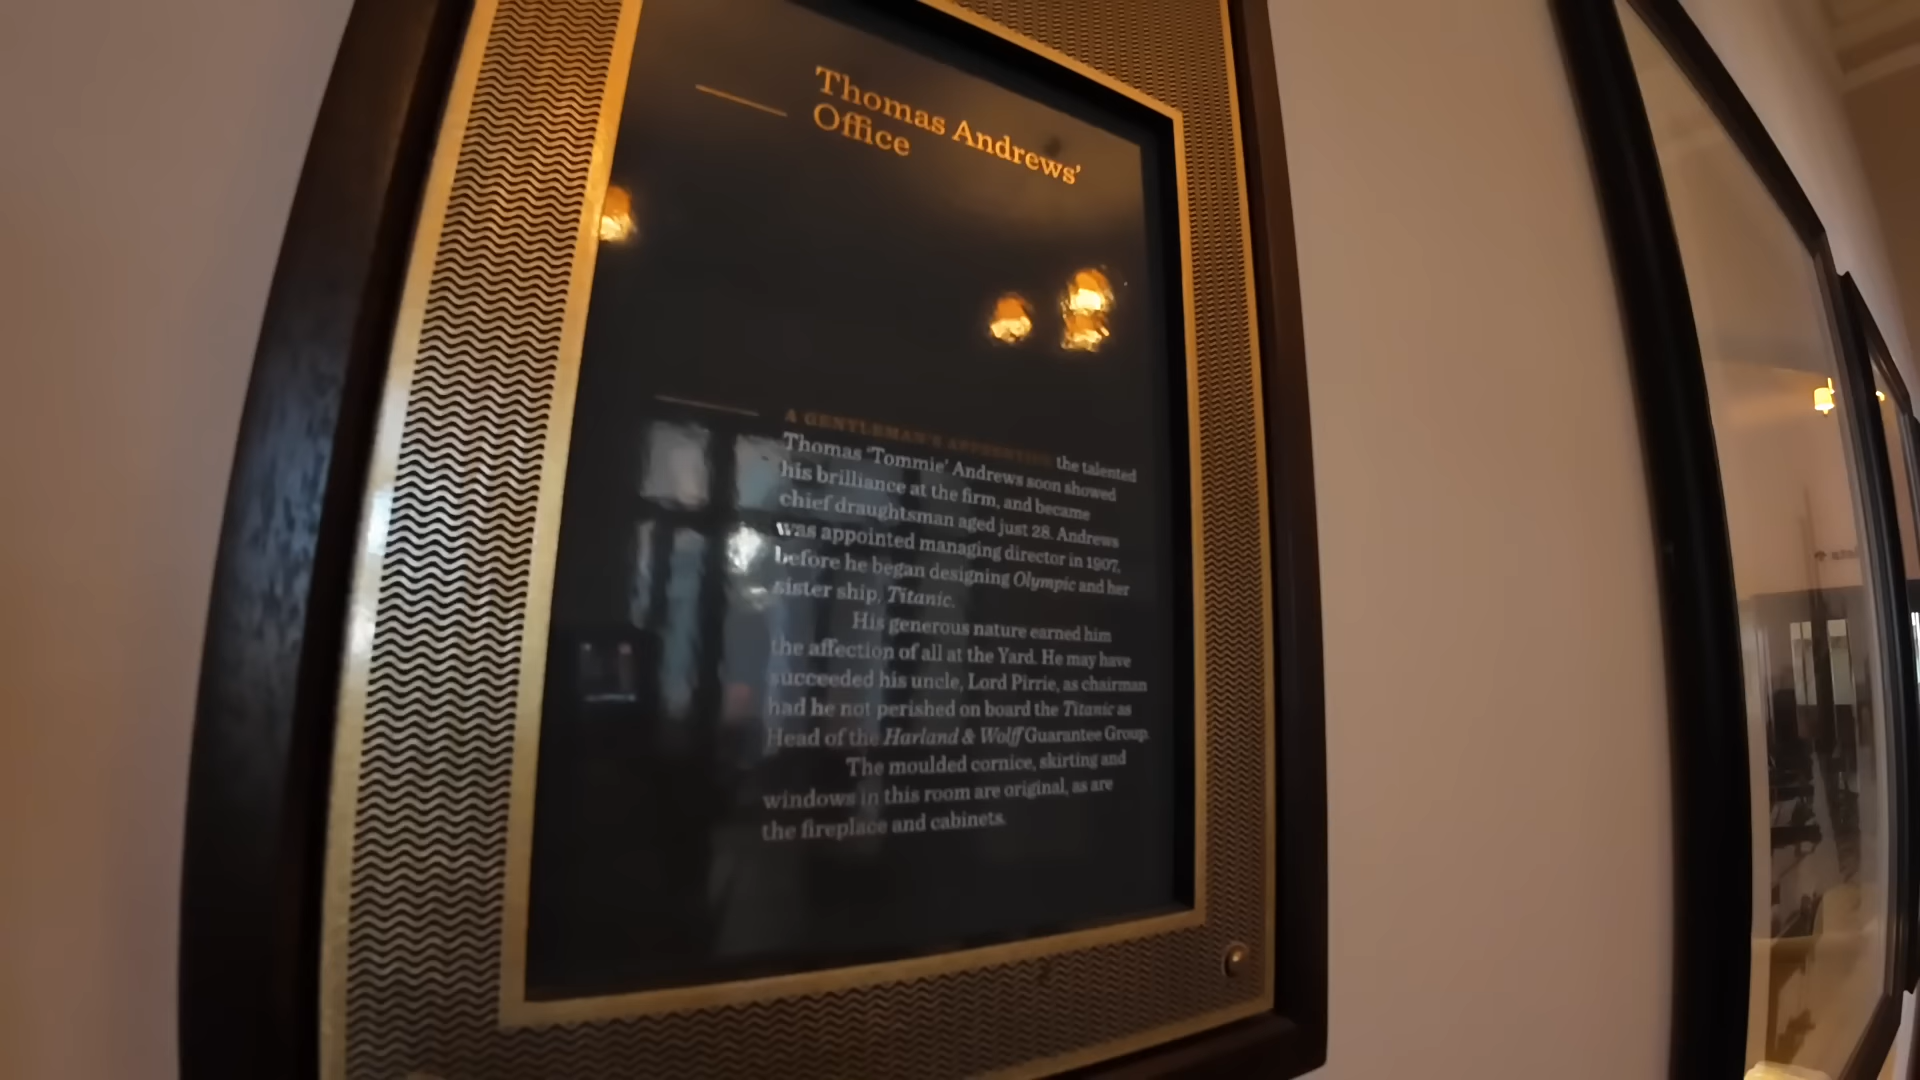 Thomas Andrews'
Office
A GENTLEMAN'S APPRENTICE the talented
Thomas 'Tommie' Andrews soon showed
his brilliance at the firm, and became
chief draughtsman aged just 28. Andrews
was appointed managing director in 1907,
before he began designing Olympic and her
sister ship, Titanic.
His generous nature earned him
the affection of all at the Yard. He may have
succeeded his uncle, Lord Pirrie, as chairman
had he not perished on board the Titanic as
Head of the Harland & Wolff Guarantee Group.
The moulded cornice, skirting and
windows in this room are original, as are
the fireplace and cabinets.